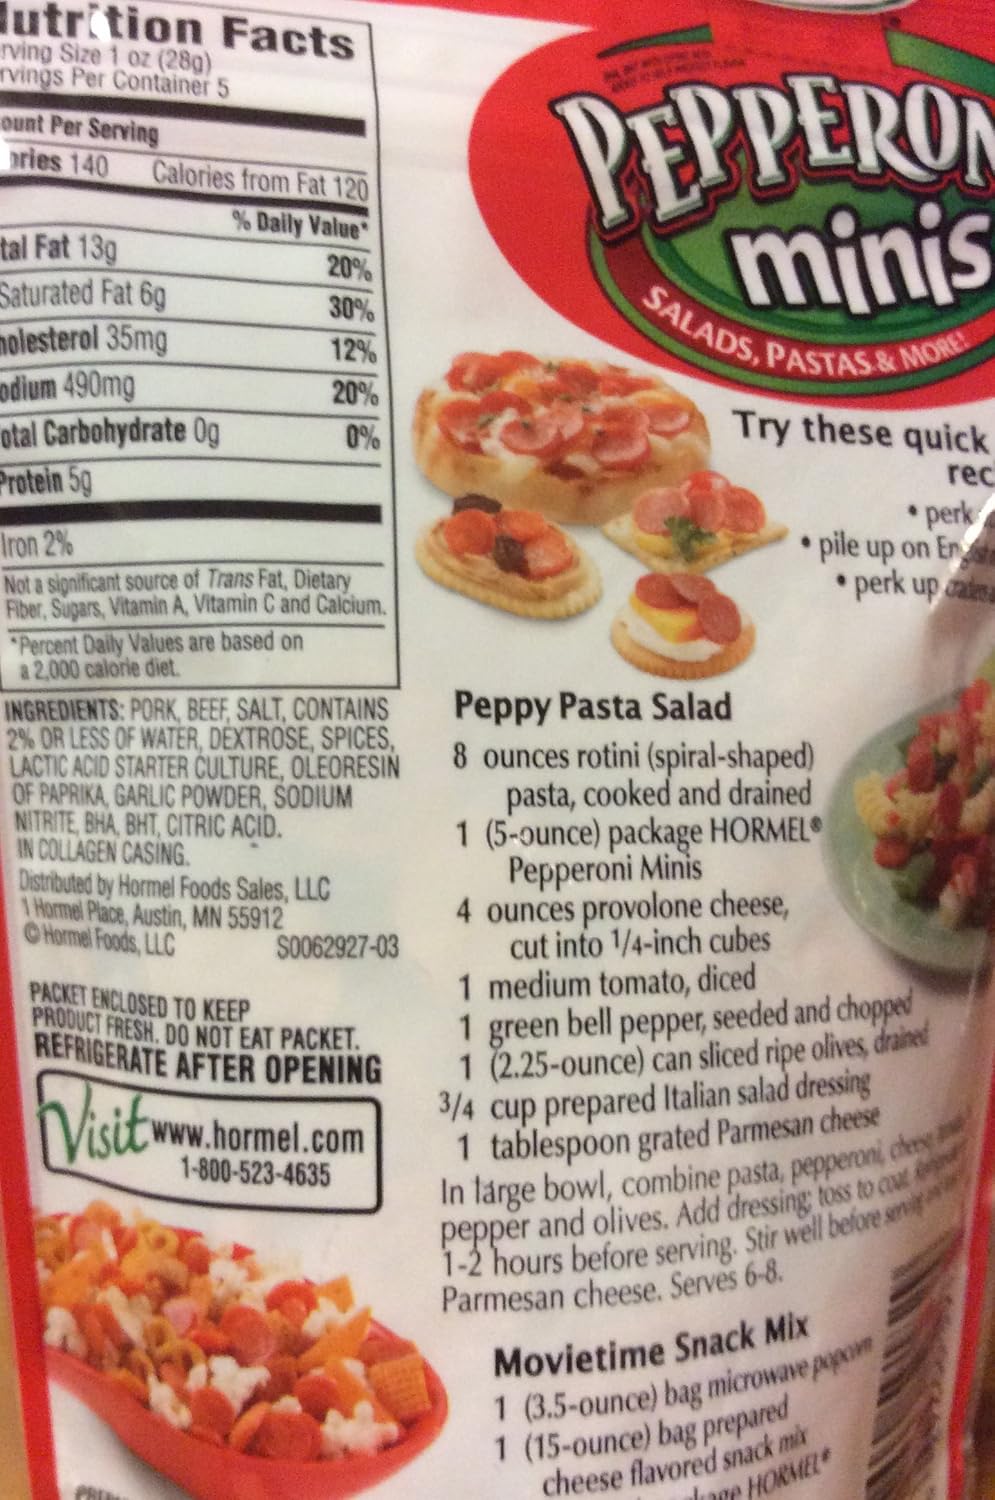 Nutrition Facts
Serving Size 1 oz (28g)
Servings Per Container 5
Amount Per Serving
Calories 140 Calories from Fat 120
% Daily Value*
Total Fat 13g 20%
Saturated Fat 6g 30%
Cholesterol 35mg 12%
Sodium 490mg 20%
Total Carbohydrate 0g 0%
Protein 5g
Iron 2%
Not a significant source of Trans Fat, Dietary
Fiber, Sugars, Vitamin A, Vitamin C and Calcium.
*Percent Daily Values are based on
a 2,000 calorie diet.
INGREDIENTS: PORK, BEEF, SALT, CONTAINS
2% OR LESS OF WATER, DEXTROSE, SPICES,
LACTIC ACID STARTER CULTURE, OLEORESIN
OF PAPRIKA, GARLIC POWDER, SODIUM
NITRITE, BHA, BHT, CITRIC ACID.
IN COLLAGEN CASING.
Distributed by Hormel Foods Sales, LLC
1 Hormel Place, Austin, MN 55912
© Hormel Foods, LLC S0062927-03
PACKET ENCLOSED TO KEEP
PRODUCT FRESH. DO NOT EAT PACKET.
REFRIGERATE AFTER OPENING
Visit www.hormel.com
1-800-523-4635
PEPPERON
minis
SALADS, PASTAS & MORE!
Try these quick
rec
• perk
• pile up on English
• perk up
Peppy Pasta Salad
8 ounces rotini (spiral-shaped)
pasta, cooked and drained
1 (5-ounce) package HORMEL®
Pepperoni Minis
4 ounces provolone cheese,
cut into 1/4-inch cubes
1 medium tomato, diced
1 green bell pepper, seeded and chopped
1 (2.25-ounce) can sliced ripe olives, drained
3/4 cup prepared Italian salad dressing
1 tablespoon grated Parmesan cheese
In large bowl, combine pasta, pepperoni, cheese,
pepper and olives. Add dressing; toss to coat.
1-2 hours before serving. Stir well before serving
Parmesan cheese. Serves 6-8.
Movietime Snack Mix
1 (3.5-ounce) bag microwave popcorn
1 (15-ounce) bag prepared
cheese flavored snack mix
HORMEL®